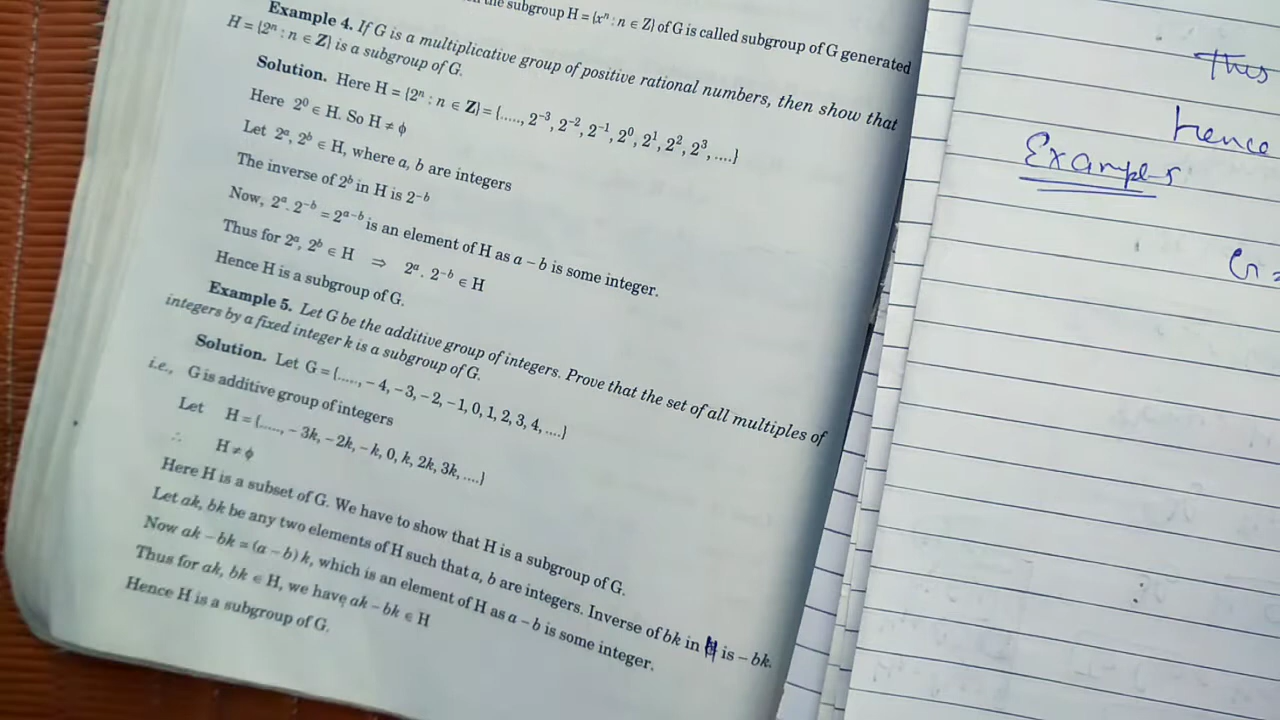 the subgroup H = {xⁿ : n ∈ Z} of G is called subgroup of G generated
Example 4. If G is a multiplicative group of positive rational numbers, then show that
H = {2ⁿ : n ∈ Z} is a subgroup of G.
Solution. Here H = {2ⁿ : n ∈ Z} = {....., 2⁻³, 2⁻², 2⁻¹, 2⁰, 2¹, 2², 2³, ....}
Here 2⁰ ∈ H. So H ≠ ϕ
Let 2ᵃ, 2ᵇ ∈ H, where a, b are integers
The inverse of 2ᵇ in H is 2⁻ᵇ
Now, 2ᵃ. 2⁻ᵇ = 2ᵃ⁻ᵇ is an element of H as a – b is some integer.
Thus for 2ᵃ, 2ᵇ ∈ H ⇒ 2ᵃ. 2⁻ᵇ ∈ H
Hence H is a subgroup of G.
Example 5. Let G be the additive group of integers. Prove that the set of all multiples of
integers by a fixed integer k is a subgroup of G.
Solution. Let G = {....., – 4, –3, –2, –1, 0, 1, 2, 3, 4, ....}
i.e., G is additive group of integers
Let H = {....., – 3k, – 2k, – k, 0, k, 2k, 3k, ....}
∴ H ≠ ϕ
Here H is a subset of G. We have to show that H is a subgroup of G.
Let ak, bk be any two elements of H such that a, b are integers. Inverse of bk in H is – bk.
Now ak – bk = (a – b) k, which is an element of H as a – b is some integer.
Thus for ak, bk ∈ H, we have ak – bk ∈ H
Hence H is a subgroup of G.
This
hence
Examples
G =